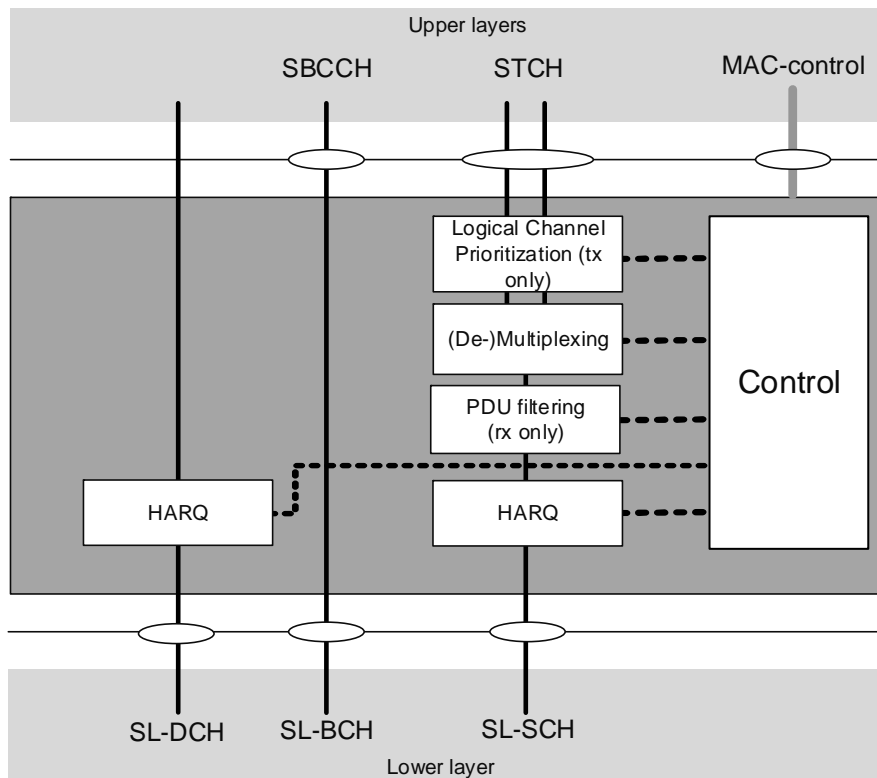 Upper layers
SBCCH
STCH
MAC-control
Logical Channel
Prioritization (tx
only)
(De-)Multiplexing
PDU filtering
(rx only)
Control
HARQ
HARQ
SL-DCH
SL-BCH
SL-SCH
Lower layer